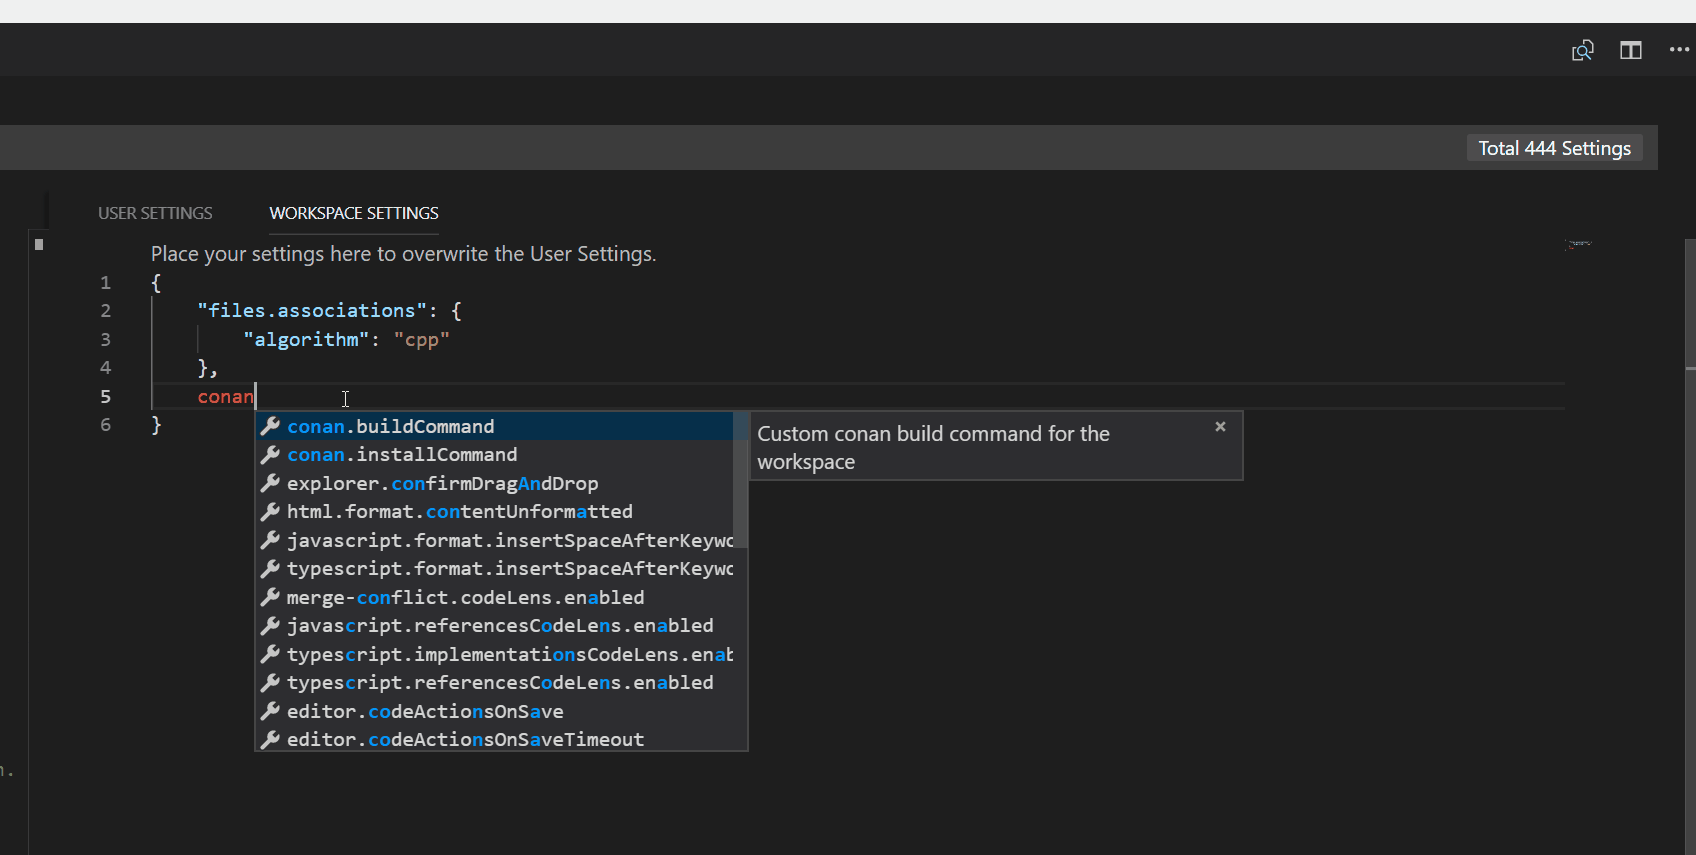 Total 444 Settings
USER SETTINGS
WORKSPACE SETTINGS
Place your settings here to overwrite the User Settings.
1 {
2 "files.associations": {
3 "algorithm": "cpp"
4 },
5 conan
6 }
conan.buildCommand
conan.installCommand
explorer.confirmDragAndDrop
html.format.contentUnformatted
javascript.format.insertSpaceAfterKeywo
typescript.format.insertSpaceAfterKeywo
merge-conflict.codeLens.enabled
javascript.referencesCodeLens.enabled
typescript.implementationsCodeLens.enab
typescript.referencesCodeLens.enabled
editor.codeActionsOnSave
editor.codeActionsOnSaveTimeout
Custom conan build command for the
workspace